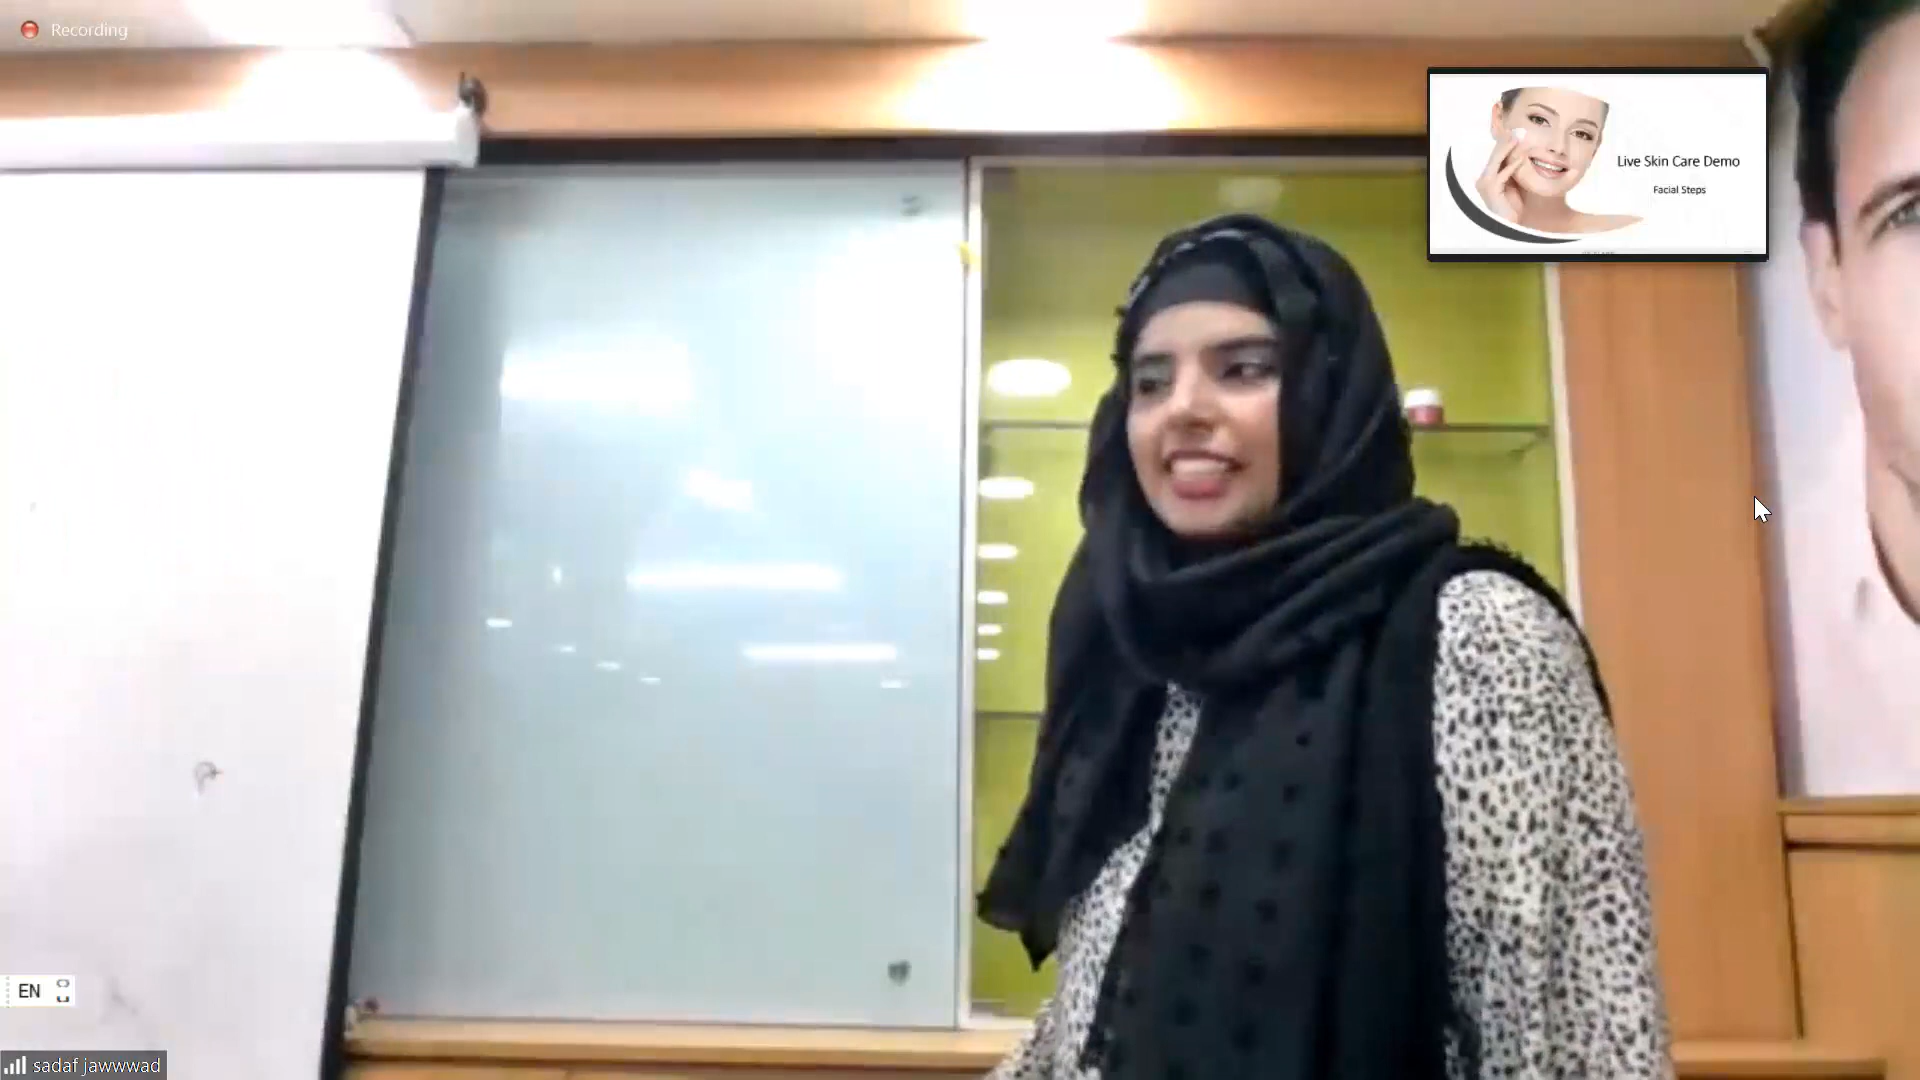 Recording
Live Skin Care Demo
Facial Steps
EN
sadaf jawwwad